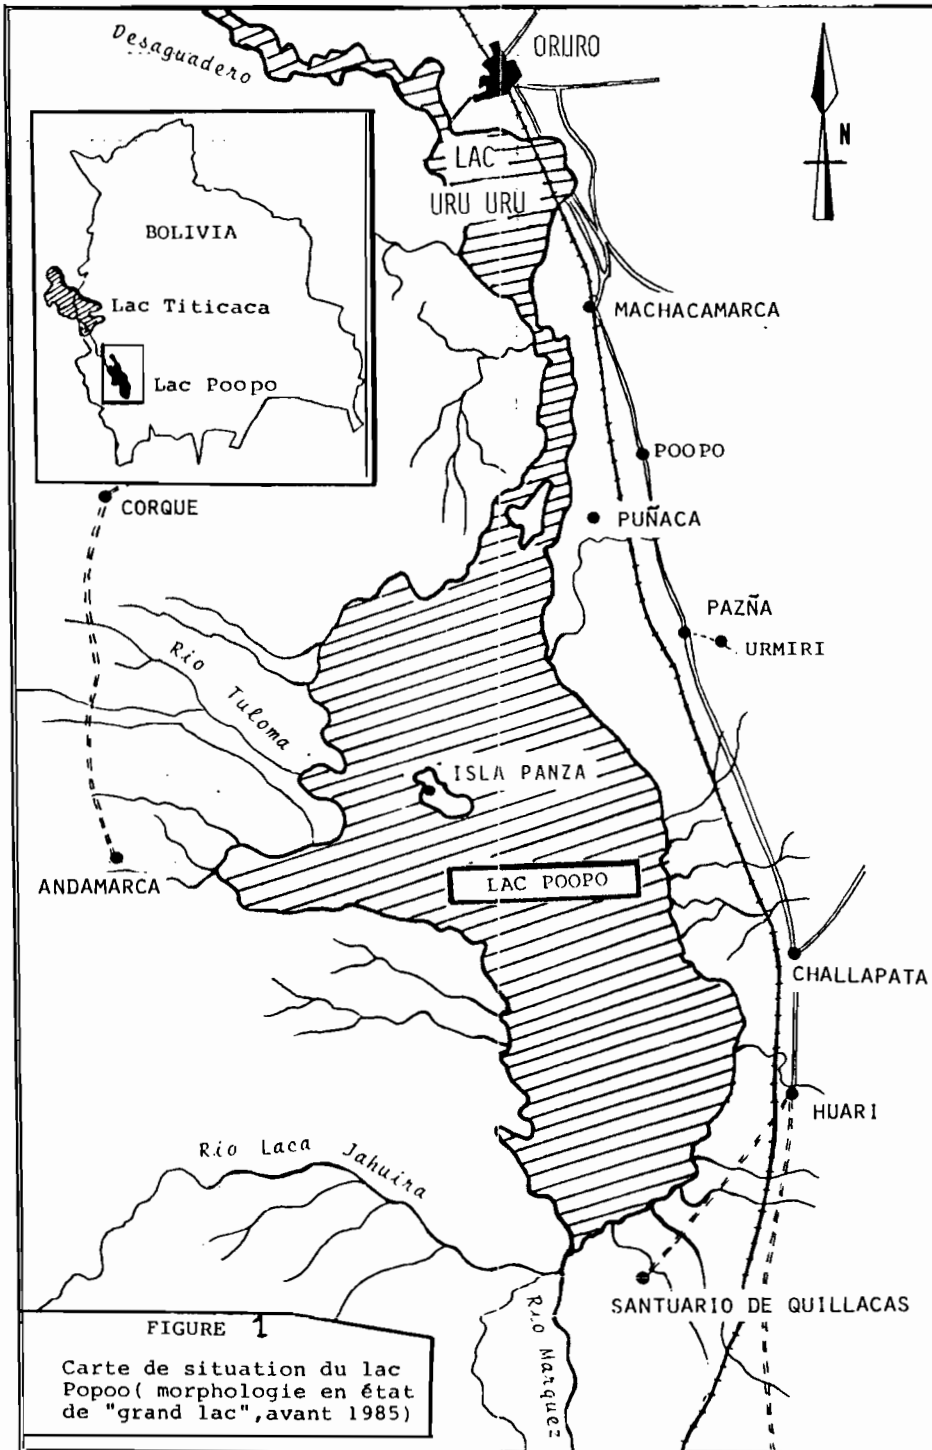 Desaguadero
ORURO
N
LAC
URU URU
BOLIVIA
Lac Titicaca
Lac Poopo
MACHACAMARCA
POOPO
CORQUE
PUÑACA
PAZÑA
URMIRI
Rio Tuloma
ISLA PANZA
LAC POOPO
ANDAMARCA
CHALLAPATA
HUARI
Rio Laca Jahuira
SANTUARIO DE QUILLACAS
Rio Marquez
FIGURE 1
Carte de situation du lac
Popoo( morphologie en état
de "grand lac",avant 1985)